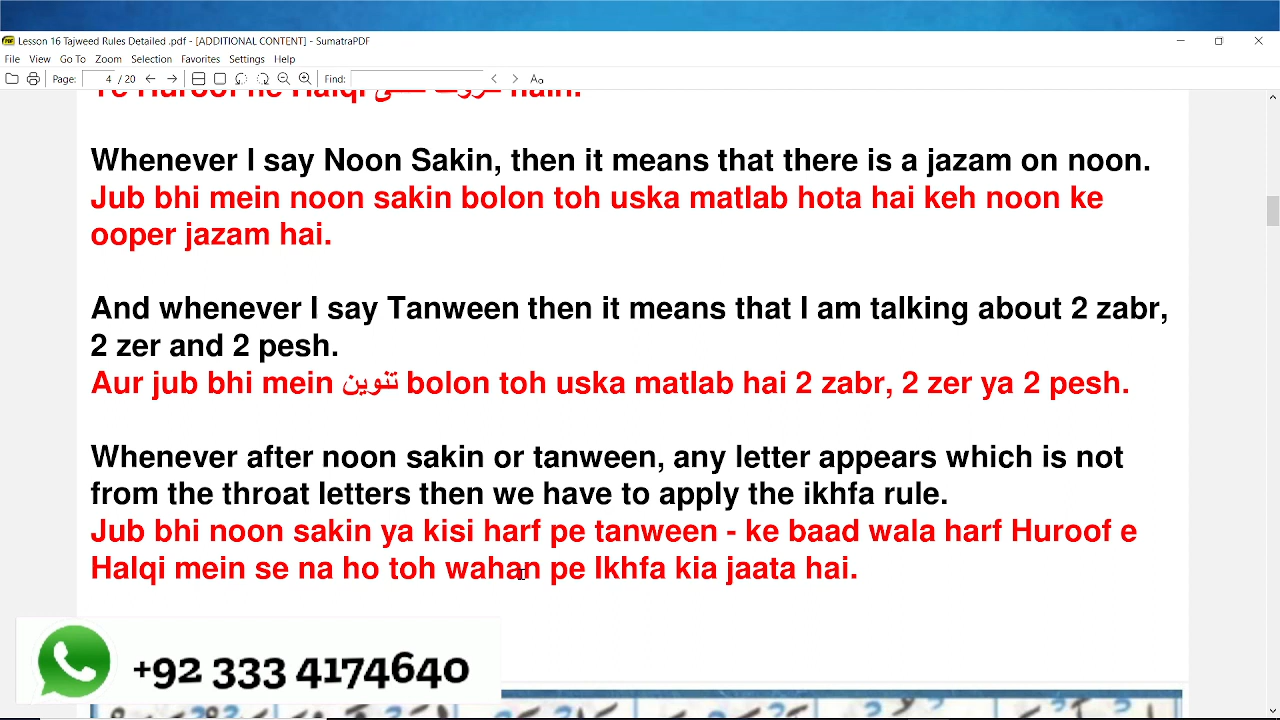 Lesson 16 Tajweed Rules Detailed .pdf - [ADDITIONAL CONTENT] - SumatraPDF
File View Go To Zoom Selection Favorites Settings Help
Page: 4 / 20 Find:
Whenever I say Noon Sakin, then it means that there is a jazam on noon.
Jub bhi mein noon sakin bolon toh uska matlab hota hai keh noon ke
ooper jazam hai.
And whenever I say Tanween then it means that I am talking about 2 zabr,
2 zer and 2 pesh.
Aur jub bhi mein تنوین bolon toh uska matlab hai 2 zabr, 2 zer ya 2 pesh.
Whenever after noon sakin or tanween, any letter appears which is not
from the throat letters then we have to apply the ikhfa rule.
Jub bhi noon sakin ya kisi harf pe tanween - ke baad wala harf Huroof e
Halqi mein se na ho toh wahan pe Ikhfa kia jaata hai.
+92 333 4174640